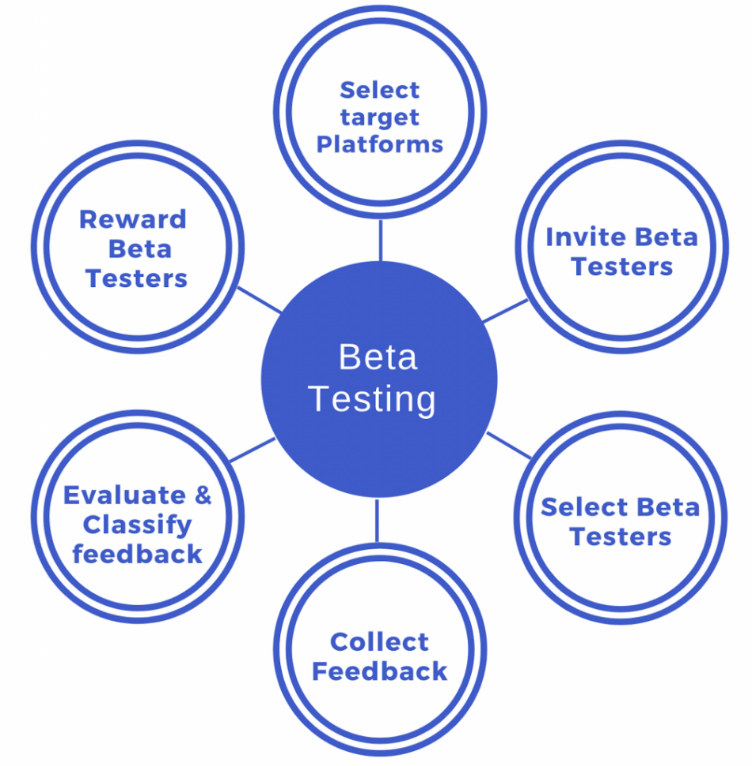 Select
target
Platforms
Invite Beta
Testers
Select Beta
Testers
Collect
Feedback
Evaluate &
Classify
feedback
Reward
Beta
Testers
Beta
Testing